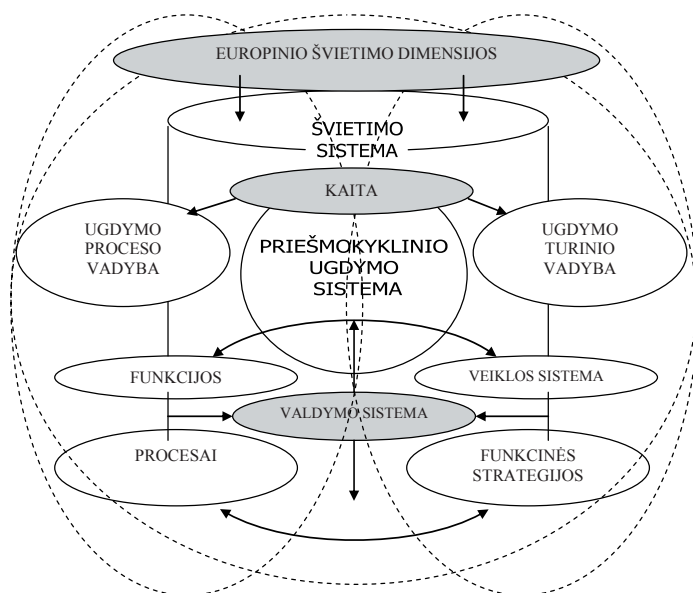 EUROPINIO ŠVIETIMO DIMENSIJOS
ŠVIETIMO
SISTEMA
KAITA
UGDYMO
PROCESO
VADYBA
PRIEŠMOKYKLINIO
UGDYMO
SISTEMA
UGDYMO
TURINIO
VADYBA
FUNKCIJOS
VEIKLOS SISTEMA
VALDYMO SISTEMA
PROCESAI
FUNKCINĖS
STRATEGIJOS